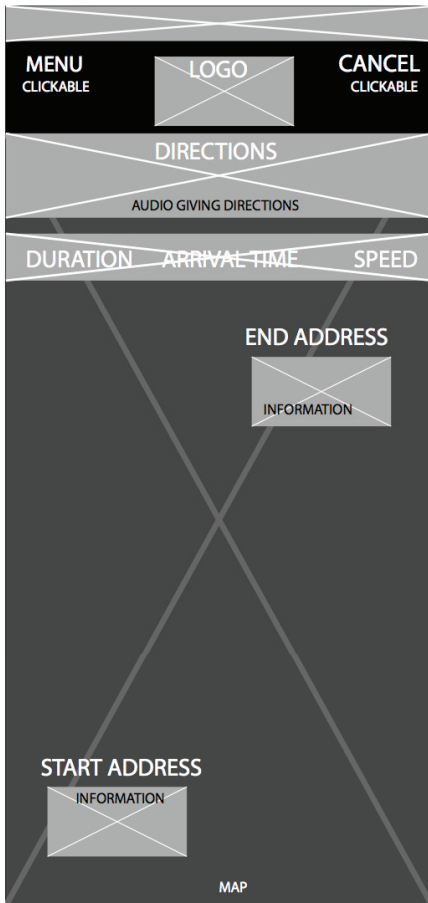 MENU
CLICKABLE
LOGO
CANCEL
CLICKABLE
DIRECTIONS
AUDIO GIVING DIRECTIONS
DURATION ARRIVAL TIME SPEED
END ADDRESS
INFORMATION
START ADDRESS
INFORMATION
MAP